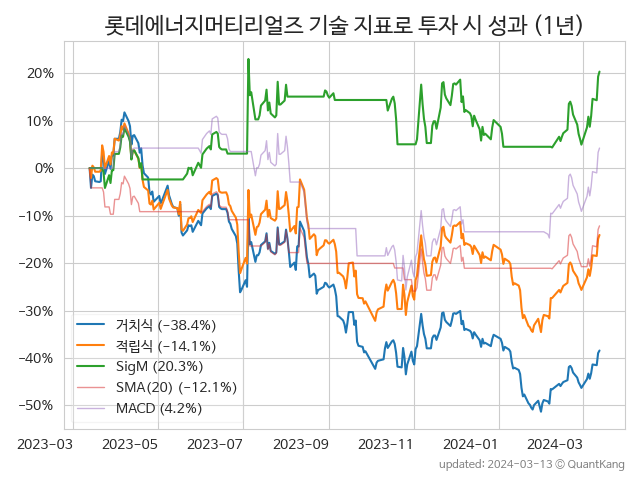 롯데에너지머티리얼즈 기술 지표로 투자 시 성과 (1년)
20%
10%
0%
−10%
−20%
−30%
−40%
−50%
거치식 (−38.4%)
적립식 (−14.1%)
SigM (20.3%)
SMA(20) (−12.1%)
MACD (4.2%)
2023−03
2023−05
2023−07
2023−09
2023−11
2024−01
2024−03
updated: 2024−03−13 © QuantKang